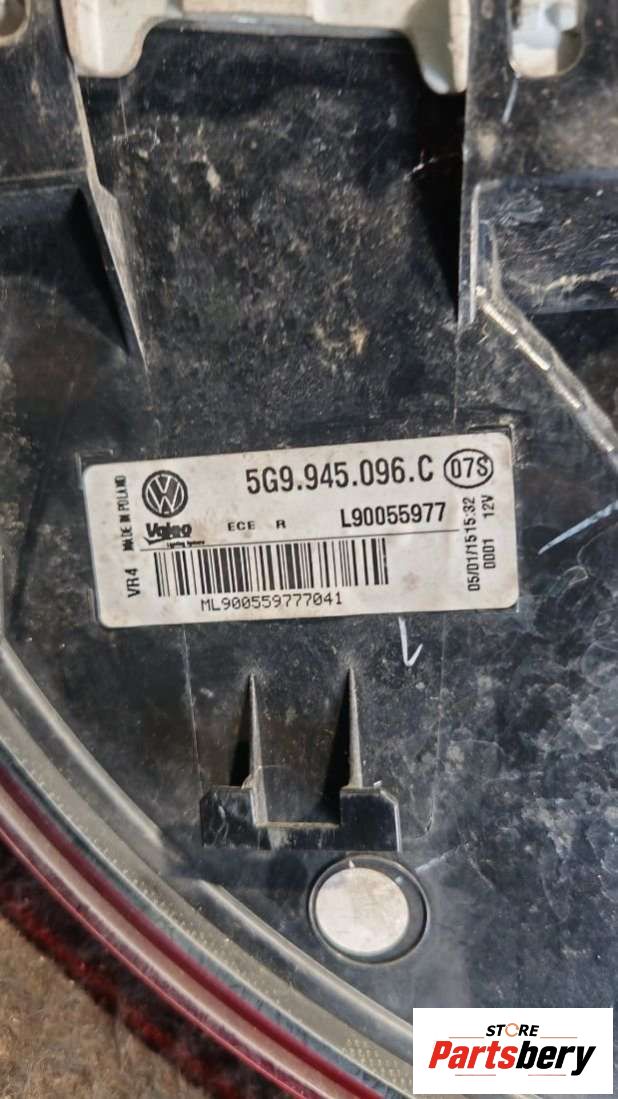 5G9.945.096.C 07S
MADE IN POLAND
VW
Valeo
ECE R
L90055977
VR4
ML900559777041
05/01/15 15:32
0001 12V
STORE
Partsbery